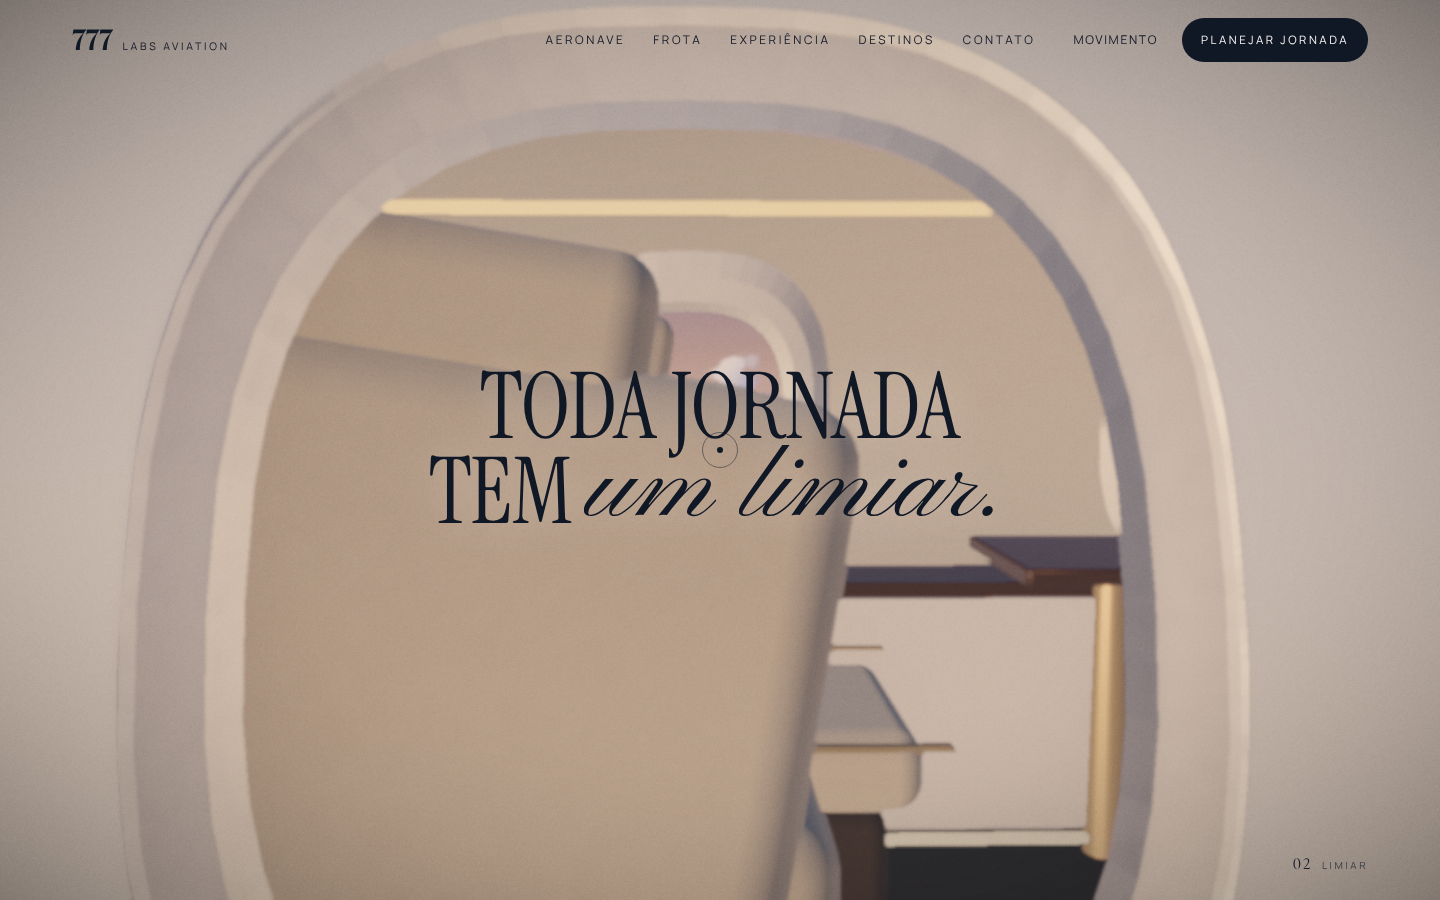 777 LABS AVIATION
AERONAVE FROTA EXPERIÊNCIA DESTINOS CONTATO MOVIMENTO PLANEJAR JORNADA
TODA JORNADA
TEM um limiar.
02 LIMIAR